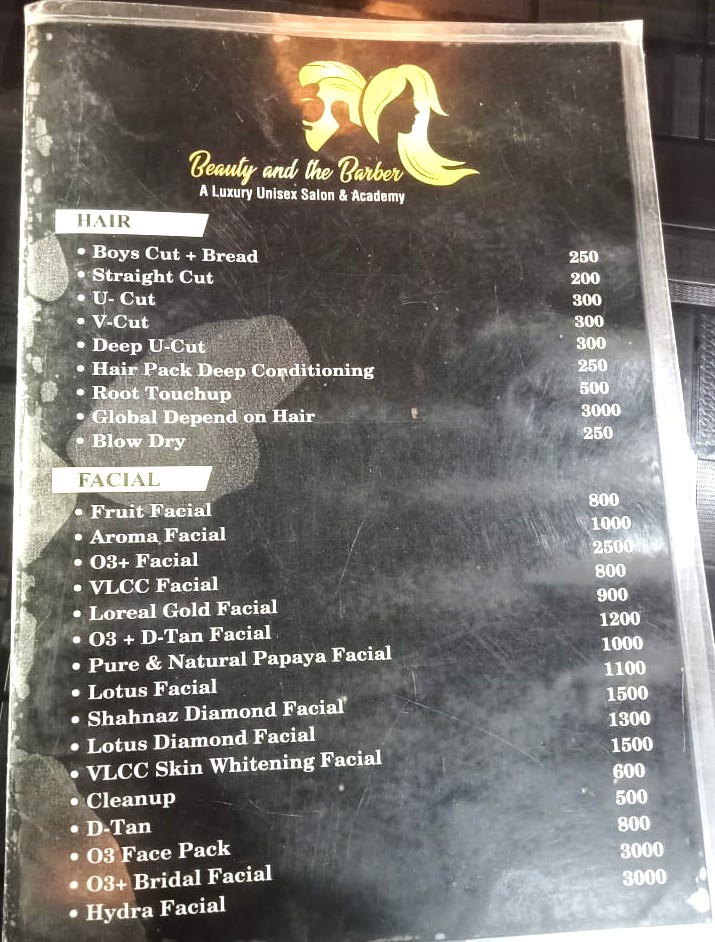 Beauty and the Barber
A Luxury Unisex Salon & Academy
HAIR
• Boys Cut + Bread 250
• Straight Cut 200
• U- Cut 300
• V-Cut 300
• Deep U-Cut 300
• Hair Pack Deep Conditioning 250
• Root Touchup 500
• Global Depend on Hair 3000
• Blow Dry 250
FACIAL
• Fruit Facial 800
• Aroma Facial 1000
• O3+ Facial 2500
• VLCC Facial 800
• Loreal Gold Facial 900
• O3 + D-Tan Facial 1200
• Pure & Natural Papaya Facial 1000
• Lotus Facial 1100
• Shahnaz Diamond Facial 1500
• Lotus Diamond Facial 1300
• VLCC Skin Whitening Facial 1500
• Cleanup 600
• D-Tan 500
• O3 Face Pack 800
• O3+ Bridal Facial 3000
• Hydra Facial 3000